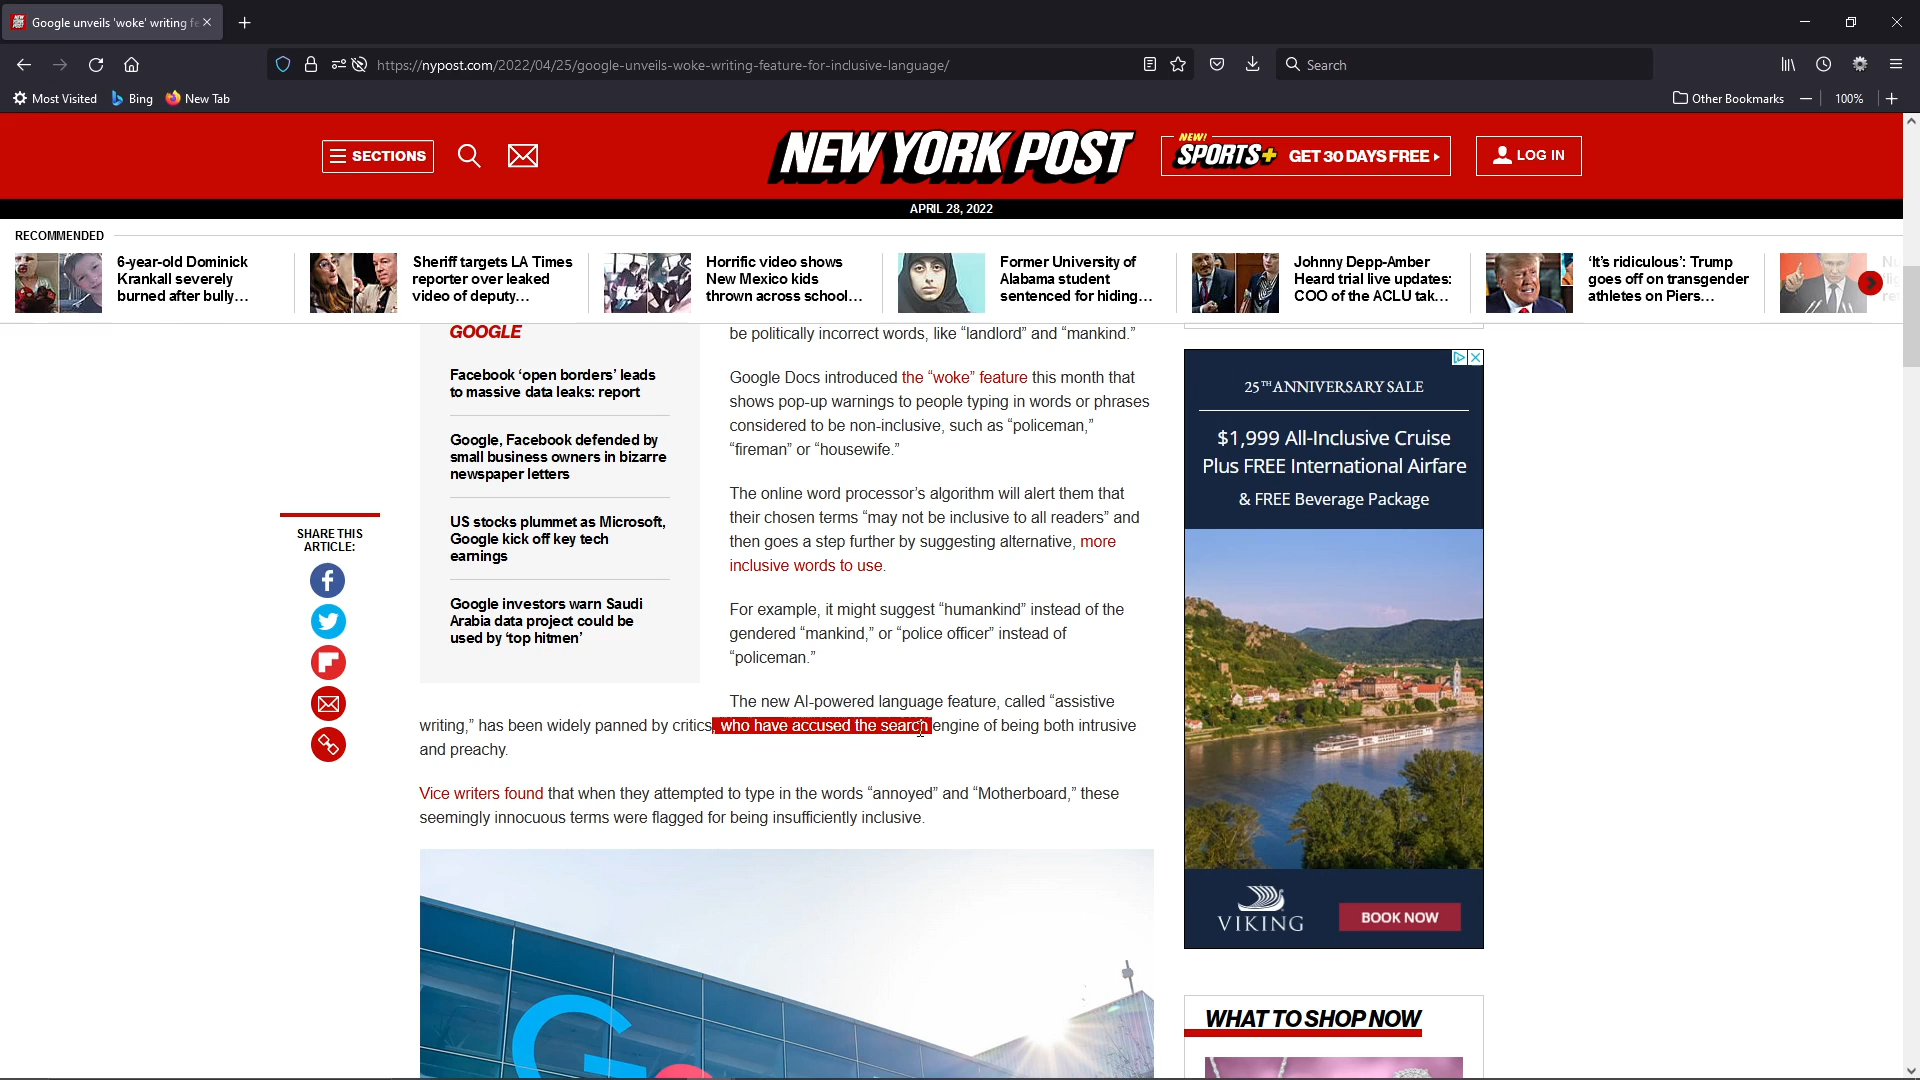 Google unveils 'woke' writing fe
https://nypost.com/2022/04/25/google-unveils-woke-writing-feature-for-inclusive-language/
Search
Most Visited
Bing
New Tab
Other Bookmarks
100%
SECTIONS
NEW YORK POST
NEW!
SPORTS+ GET 30 DAYS FREE
LOG IN
APRIL 28, 2022
RECOMMENDED
6-year-old Dominick
Krankall severely
burned after bully...
Sheriff targets LA Times
reporter over leaked
video of deputy...
Horrific video shows
New Mexico kids
thrown across school...
Former University of
Alabama student
sentenced for hiding...
Johnny Depp-Amber
Heard trial live updates:
COO of the ACLU tak...
'It's ridiculous': Trump
goes off on transgender
athletes on Piers...
GOOGLE
Facebook ‘open borders’ leads
to massive data leaks: report
Google, Facebook defended by
small business owners in bizarre
newspaper letters
US stocks plummet as Microsoft,
Google kick off key tech
earnings
Google investors warn Saudi
Arabia data project could be
used by ‘top hitmen’
SHARE THIS
ARTICLE:
be politically incorrect words, like “landlord” and “mankind.”
Google Docs introduced the “woke” feature this month that
shows pop-up warnings to people typing in words or phrases
considered to be non-inclusive, such as “policeman,”
“fireman” or “housewife.”
The online word processor’s algorithm will alert them that
their chosen terms “may not be inclusive to all readers” and
then goes a step further by suggesting alternative, more
inclusive words to use.
For example, it might suggest “humankind” instead of the
gendered “mankind,” or “police officer” instead of
“policeman.”
The new AI-powered language feature, called “assistive
writing,” has been widely panned by critics, who have accused the search engine of being both intrusive
and preachy.
Vice writers found that when they attempted to type in the words “annoyed” and “Motherboard,” these
seemingly innocuous terms were flagged for being insufficiently inclusive.
25TH ANNIVERSARY SALE
$1,999 All-Inclusive Cruise
Plus FREE International Airfare
& FREE Beverage Package
VIKING
BOOK NOW
WHAT TO SHOP NOW